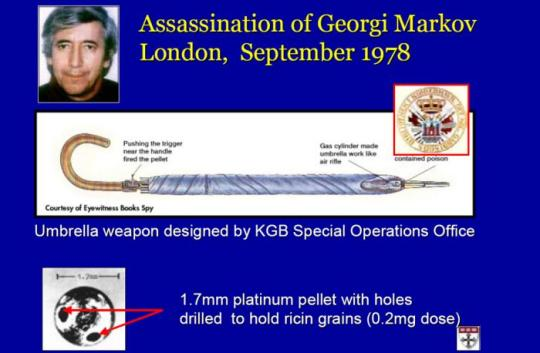 Assassination of Georgi Markov
London, September 1978
Pushing the trigger
near the handle
fired the pellet
Gas cylinder made
umbrella work like
air rifle
contained poison
Courtesy of Eyewitness Books Spy
Umbrella weapon designed by KGB Special Operations Office
1.7mm
1.7mm platinum pellet with holes
drilled to hold ricin grains (0.2mg dose)